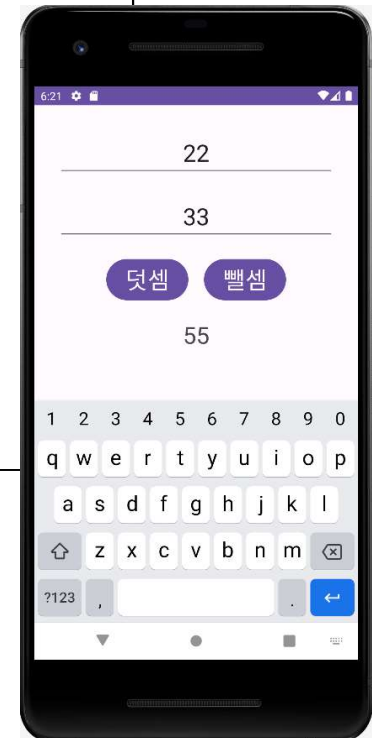 6:21
22
33
덧셈 뺄셈
55
1 2 3 4 5 6 7 8 9 0
q w e r t y u i o p
a s d f g h j k l
z x c v b n m
?123 , .